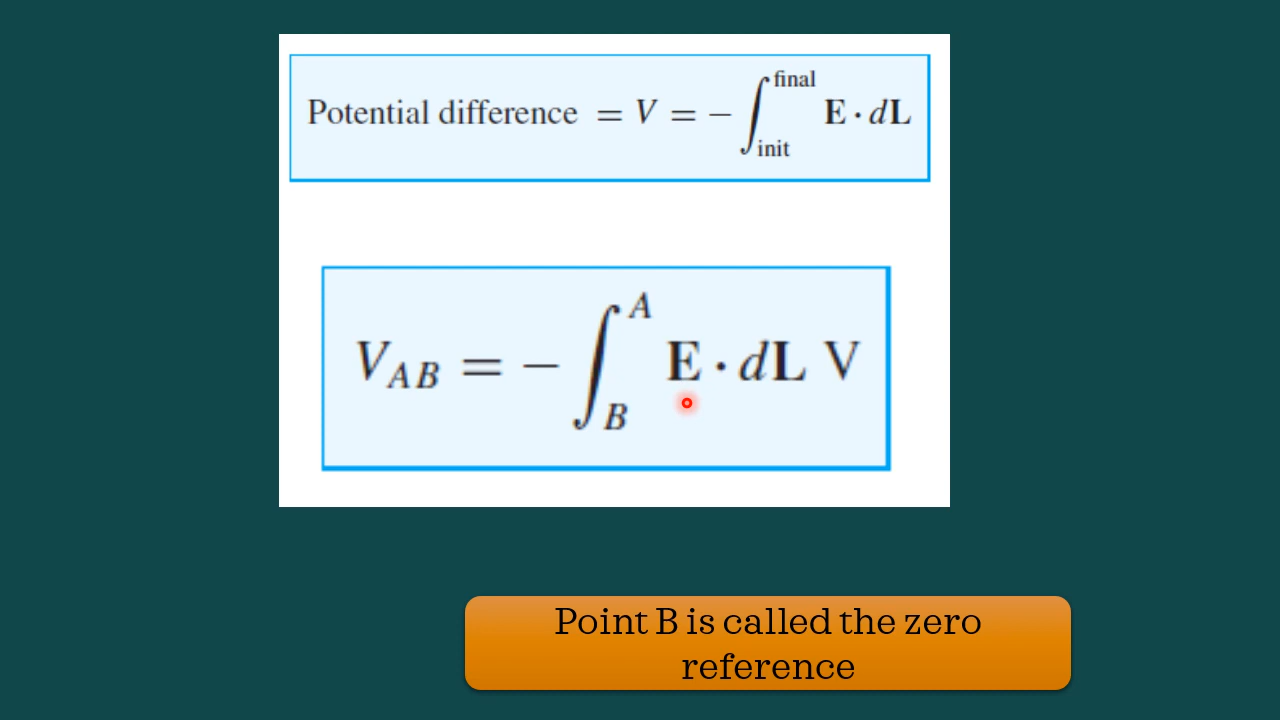 Potential difference = V = − ∫_init^final E · dL
V_AB = − ∫_B^A E · dL V
Point B is called the zero
reference